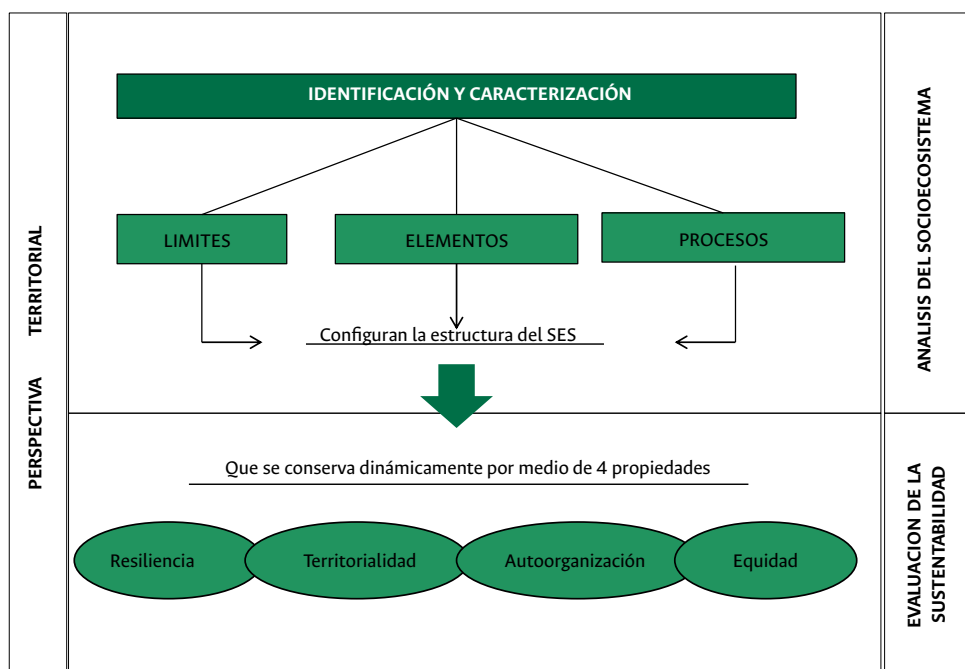 IDENTIFICACIÓN Y CARACTERIZACIÓN
LIMITES
ELEMENTOS
PROCESOS
Configuran la estructura del SES
Que se conserva dinámicamente por medio de 4 propiedades
Resiliencia
Territorialidad
Autoorganización
Equidad
PERSPECTIVA TERRITORIAL
ANALISIS DEL SOCIOECOSISTEMA
EVALUACION DE LA
SUSTENTABILIDAD